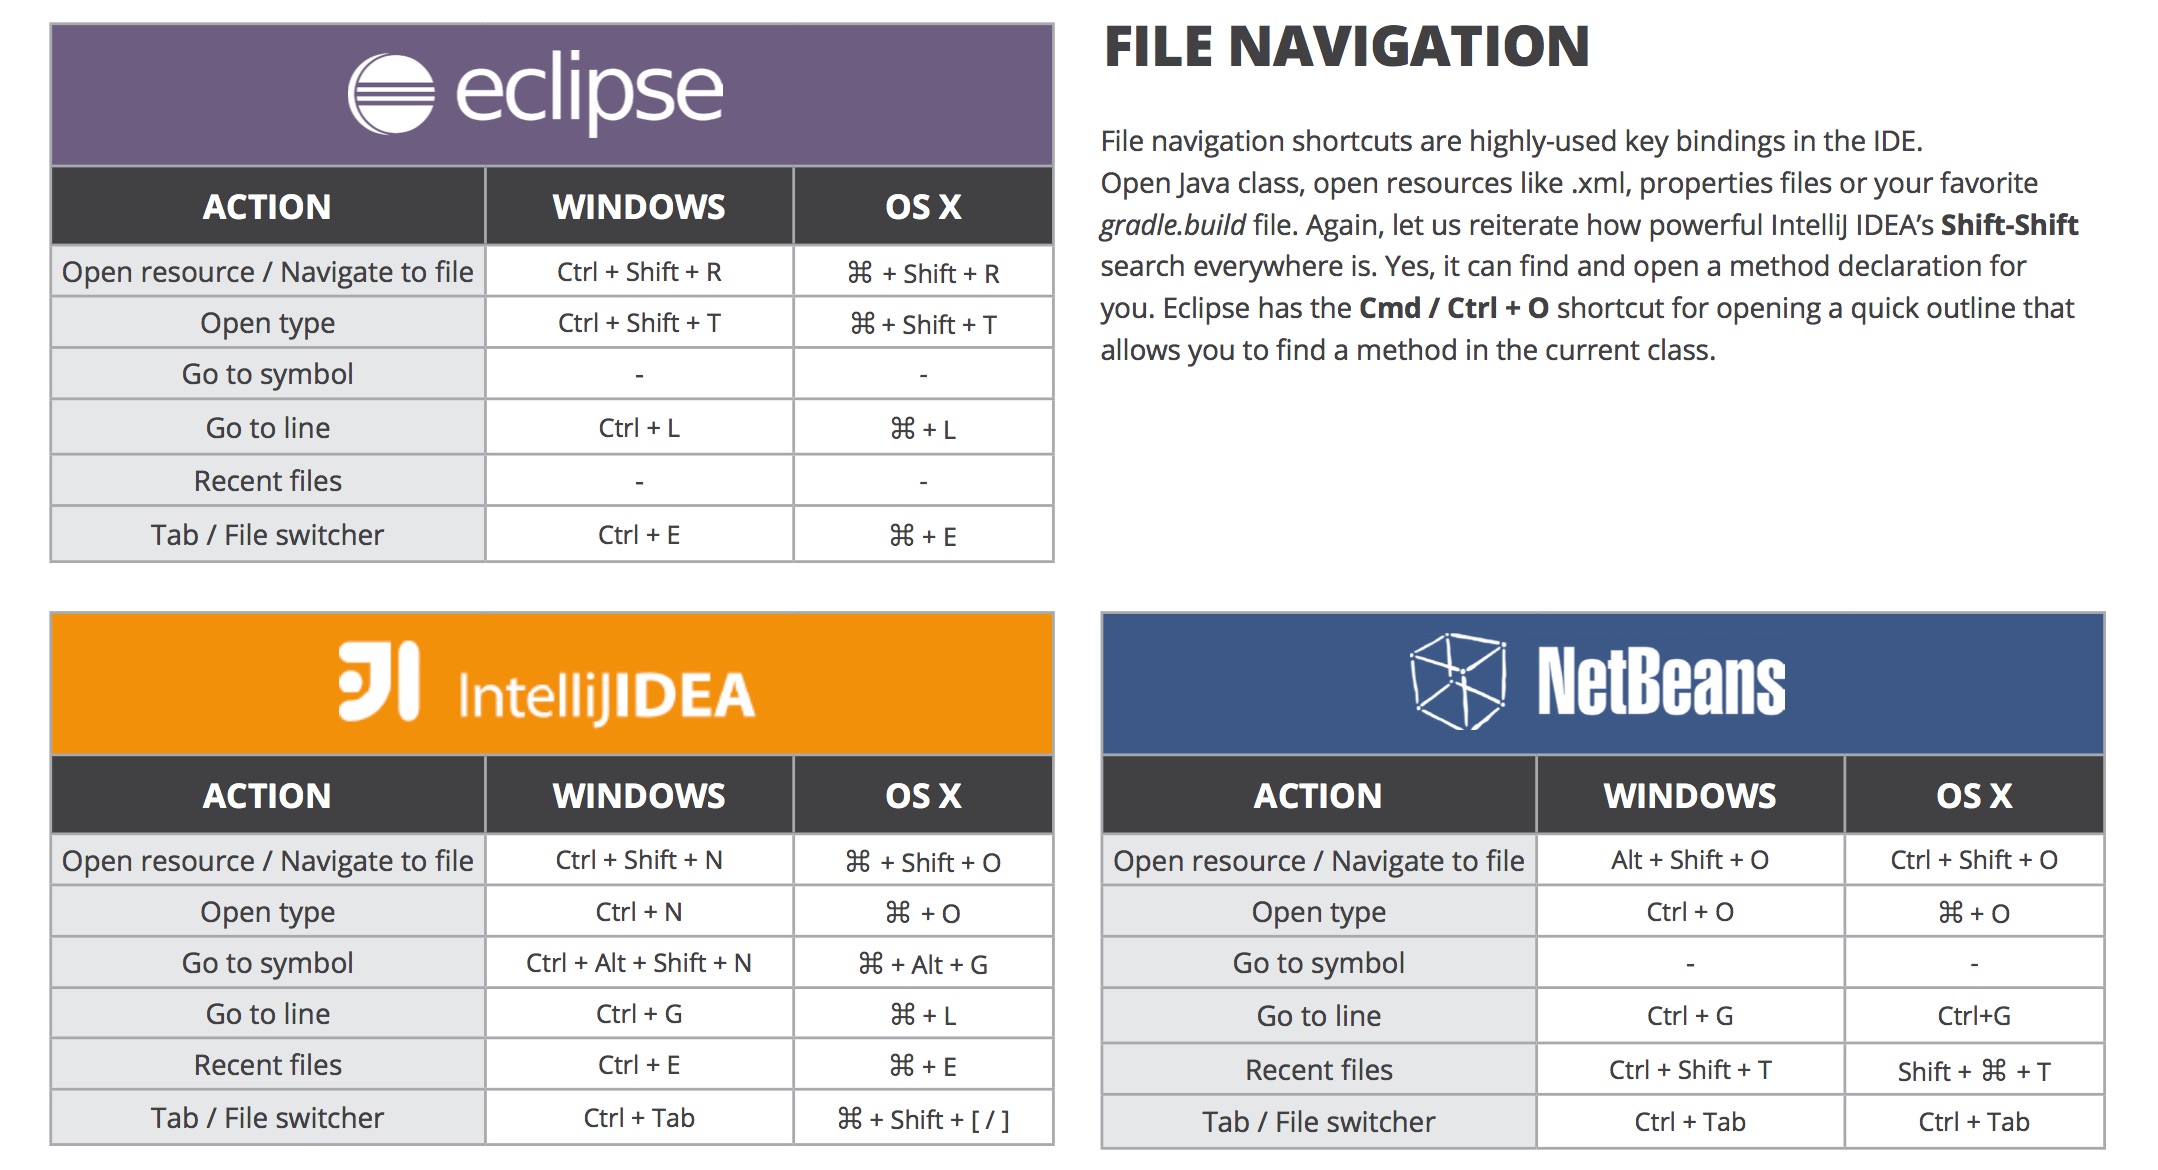 eclipse
ACTION WINDOWS OS X
Open resource / Navigate to file Ctrl + Shift + R ⌘ + Shift + R
Open type Ctrl + Shift + T ⌘ + Shift + T
Go to symbol - -
Go to line Ctrl + L ⌘ + L
Recent files - -
Tab / File switcher Ctrl + E ⌘ + E
FILE NAVIGATION
File navigation shortcuts are highly-used key bindings in the IDE.
Open Java class, open resources like .xml, properties files or your favorite
gradle.build file. Again, let us reiterate how powerful IntelliJ IDEA’s Shift-Shift
search everywhere is. Yes, it can find and open a method declaration for
you. Eclipse has the Cmd / Ctrl + O shortcut for opening a quick outline that
allows you to find a method in the current class.
IntelliJIDEA
ACTION WINDOWS OS X
Open resource / Navigate to file Ctrl + Shift + N ⌘ + Shift + O
Open type Ctrl + N ⌘ + O
Go to symbol Ctrl + Alt + Shift + N ⌘ + Alt + G
Go to line Ctrl + G ⌘ + L
Recent files Ctrl + E ⌘ + E
Tab / File switcher Ctrl + Tab ⌘ + Shift + [ / ]
NetBeans
ACTION WINDOWS OS X
Open resource / Navigate to file Alt + Shift + O Ctrl + Shift + O
Open type Ctrl + O ⌘ + O
Go to symbol - -
Go to line Ctrl + G Ctrl+G
Recent files Ctrl + Shift + T Shift + ⌘ + T
Tab / File switcher Ctrl + Tab Ctrl + Tab